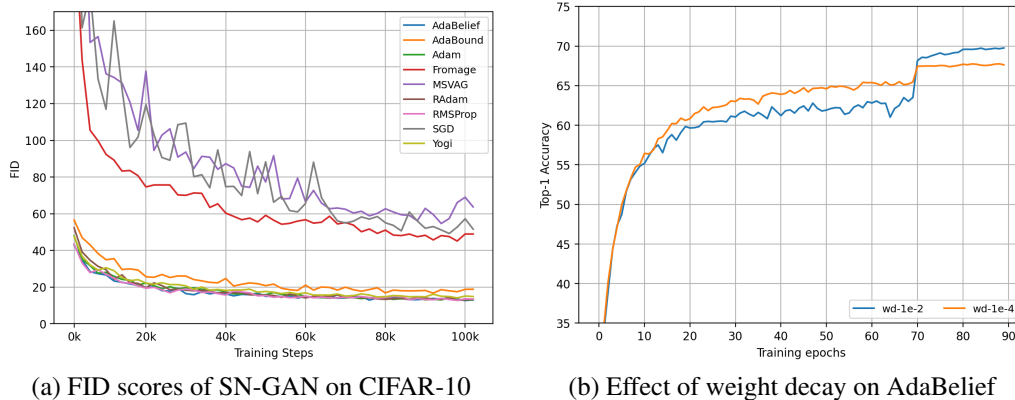 160
140
120
100
80
60
40
20
0
FID
AdaBelief
AdaBound
Adam
Fromage
MSVAG
RAdam
RMSProp
SGD
Yogi
0k 20k 40k 60k 80k 100k
Training Steps
(a) FID scores of SN-GAN on CIFAR-10
75
70
65
60
55
50
45
40
35
Top-1 Accuracy
wd-1e-2 wd-1e-4
0 10 20 30 40 50 60 70 80 90
Training epochs
(b) Effect of weight decay on AdaBelief